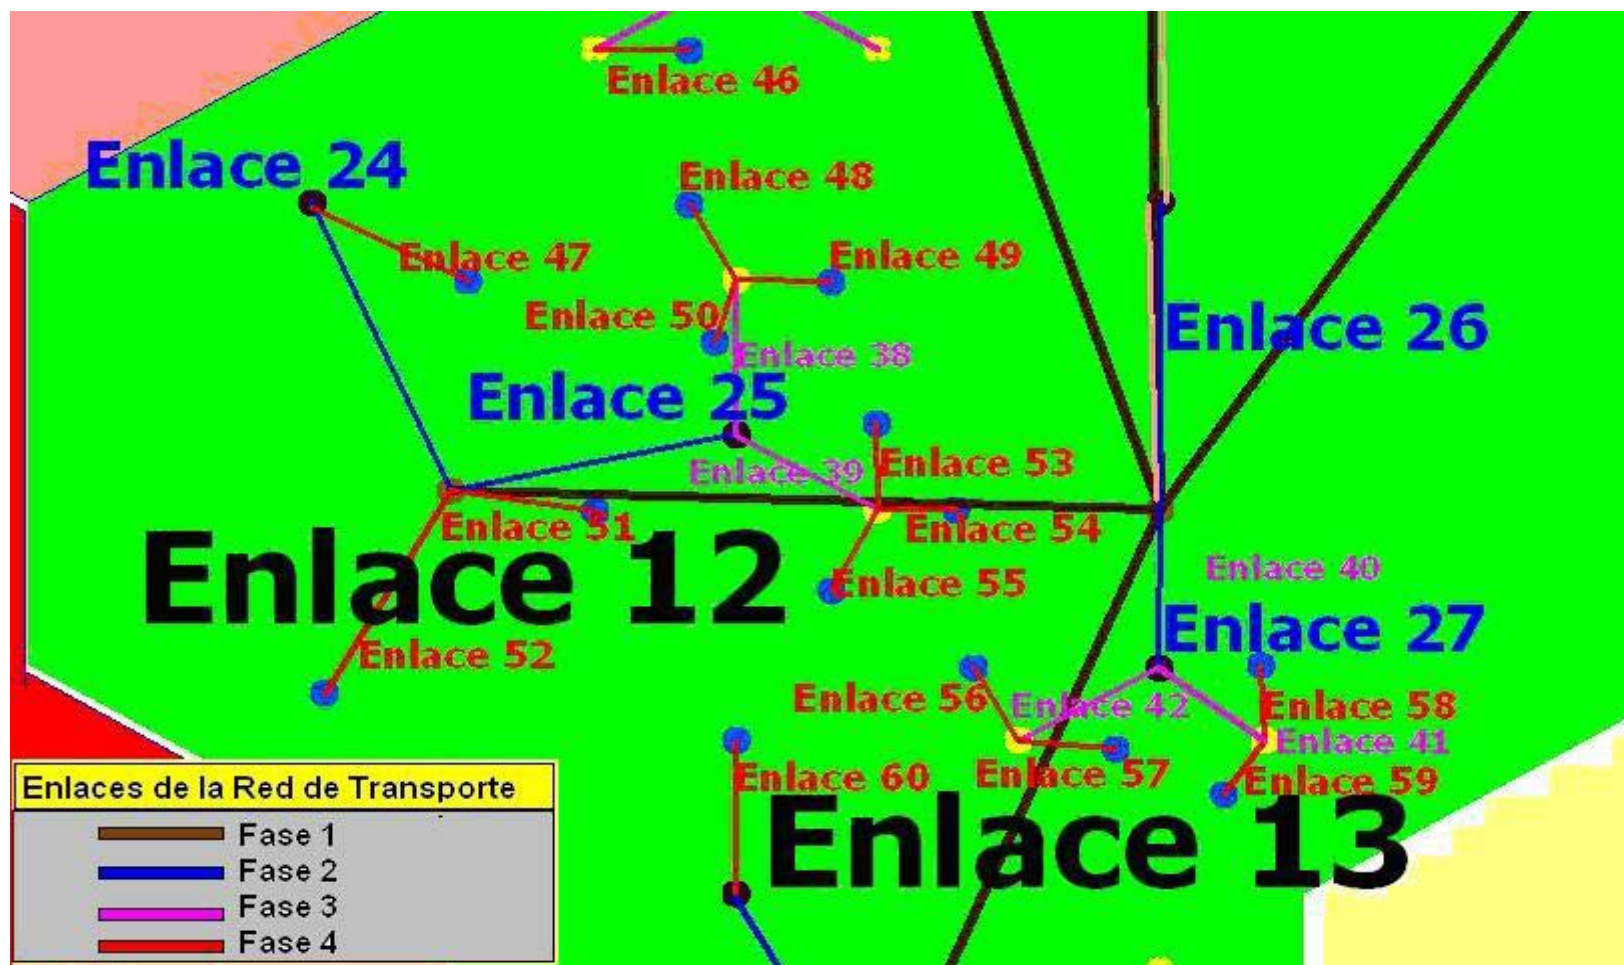 Enlace 46
Enlace 24
Enlace 48
Enlace 47
Enlace 49
Enlace 50
Enlace 26
Enlace 38
Enlace 25
Enlace 53
Enlace 39
Enlace 51
Enlace 54
Enlace 12
Enlace 40
Enlace 55
Enlace 27
Enlace 52
Enlace 56
Enlace 42
Enlace 58
Enlace 41
Enlace 60
Enlace 57
Enlace 59
Enlace 13
Enlaces de la Red de Transporte
Fase 1
Fase 2
Fase 3
Fase 4